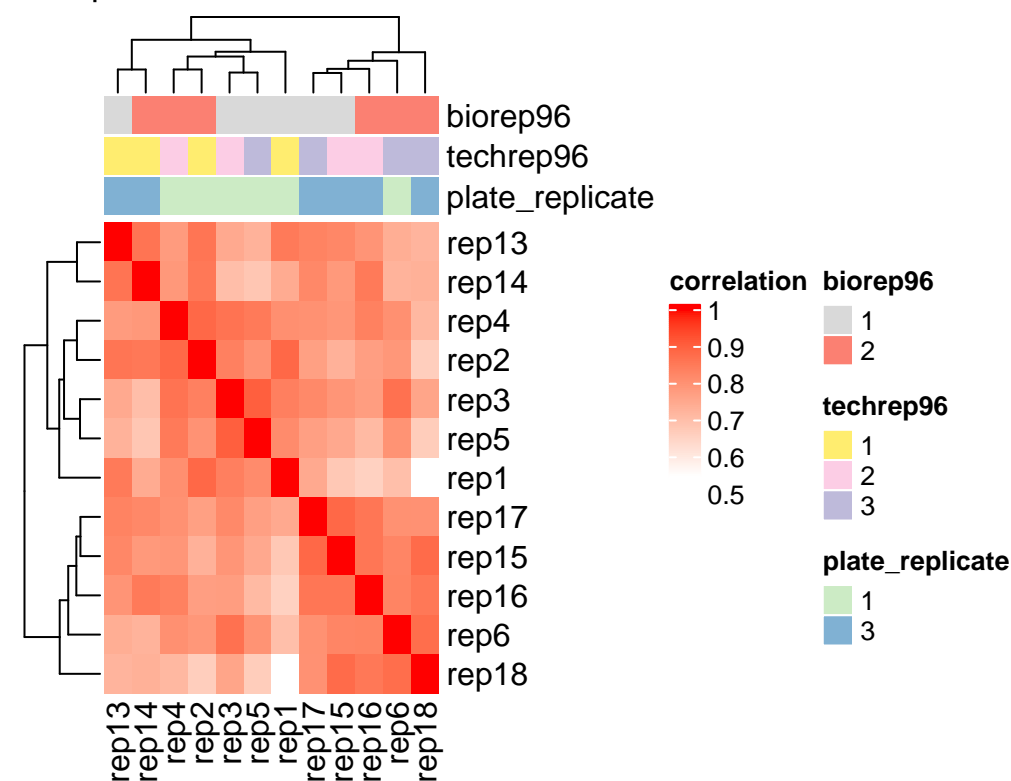 biorep96
techrep96
plate_replicate
rep13
rep14
rep4
rep2
rep3
rep5
rep1
rep17
rep15
rep16
rep6
rep18
rep13
rep14
rep4
rep2
rep3
rep5
rep1
rep17
rep15
rep16
rep6
rep18
correlation
1
0.9
0.8
0.7
0.6
0.5
biorep96
1
2
techrep96
1
2
3
plate_replicate
1
3